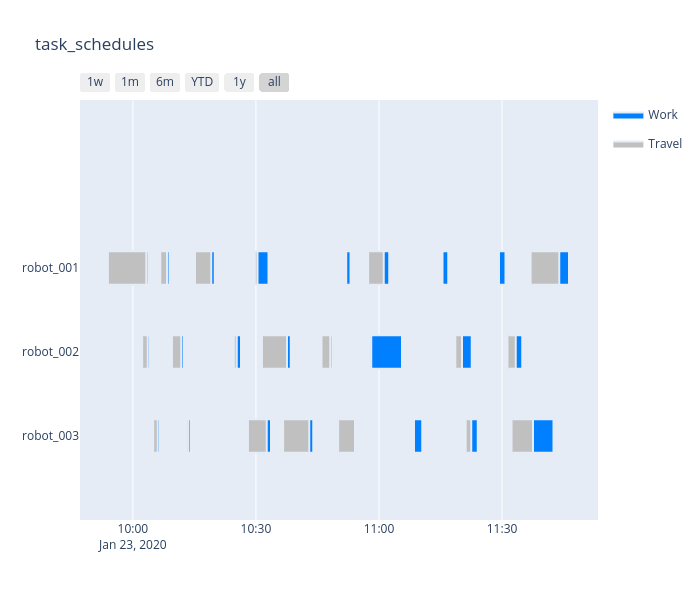 task_schedules
1w 1m 6m YTD 1y all
Work
Travel
robot_001
robot_002
robot_003
10:00 10:30 11:00 11:30
Jan 23, 2020